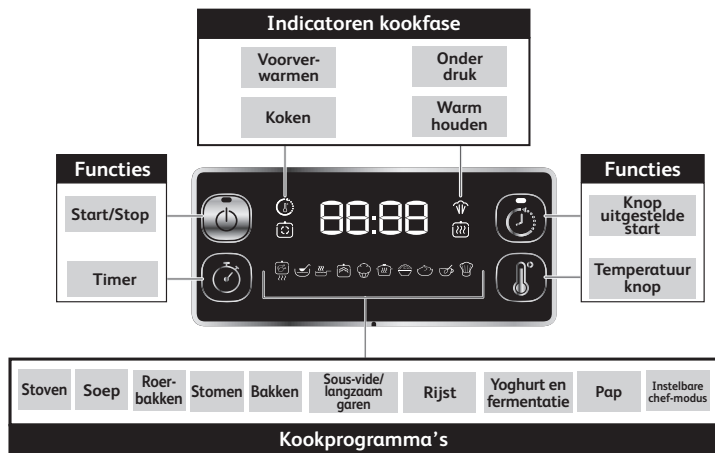 Indicatoren kookfase
Voorver-
warmen
Onder
druk
Koken
Warm
houden
Functies
Start/Stop
Timer
88:88
Functies
Knop
uitgestelde
start
Temperatuur
knop
Stoven
Soep
Roer-
bakken
Stomen
Bakken
Sous-vide/
langzaam
garen
Rijst
Yoghurt en
fermentatie
Pap
Instelbare
chef-modus
Kookprogramma's